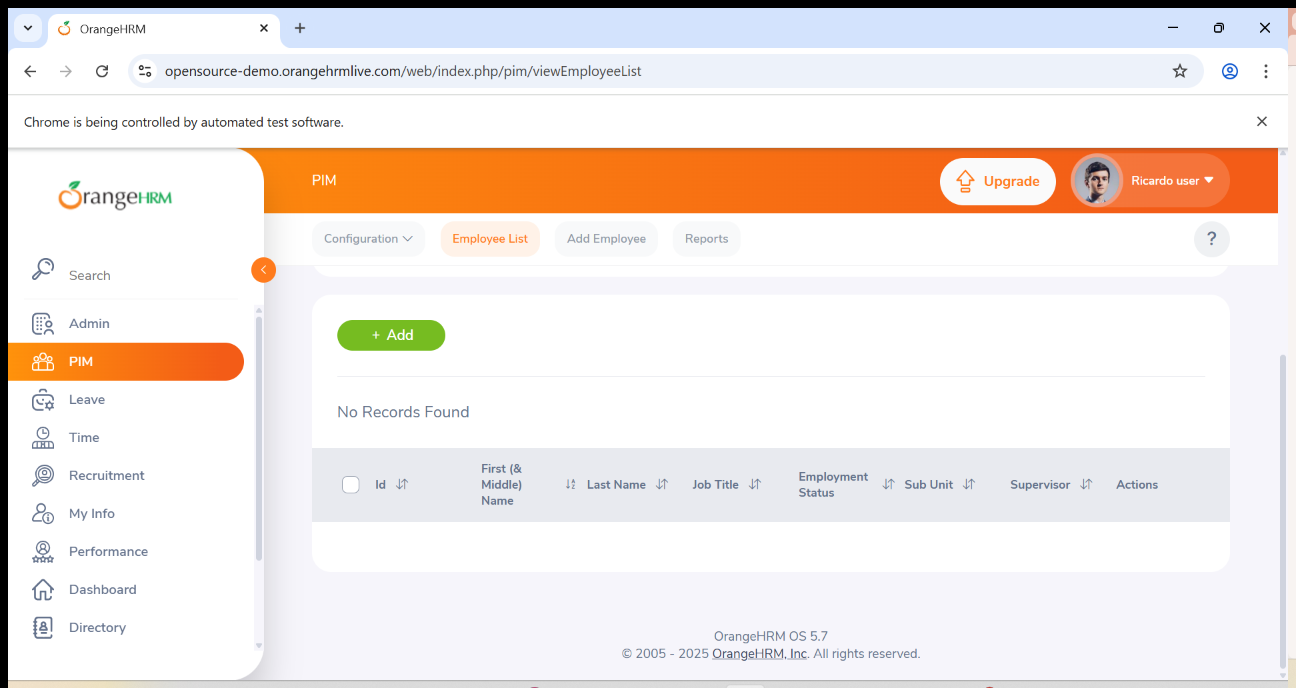 OrangeHRM
opensource-demo.orangehrmlive.com/web/index.php/pim/viewEmployeeList
Chrome is being controlled by automated test software.
OrangeHRM
PIM
Upgrade
Ricardo user
Configuration
Employee List
Add Employee
Reports
?
Search
Admin
PIM
Leave
Time
Recruitment
My Info
Performance
Dashboard
Directory
+ Add
No Records Found
Id
First (&
Middle)
Name
Last Name
Job Title
Employment
Status
Sub Unit
Supervisor
Actions
OrangeHRM OS 5.7
© 2005 - 2025 OrangeHRM, Inc. All rights reserved.